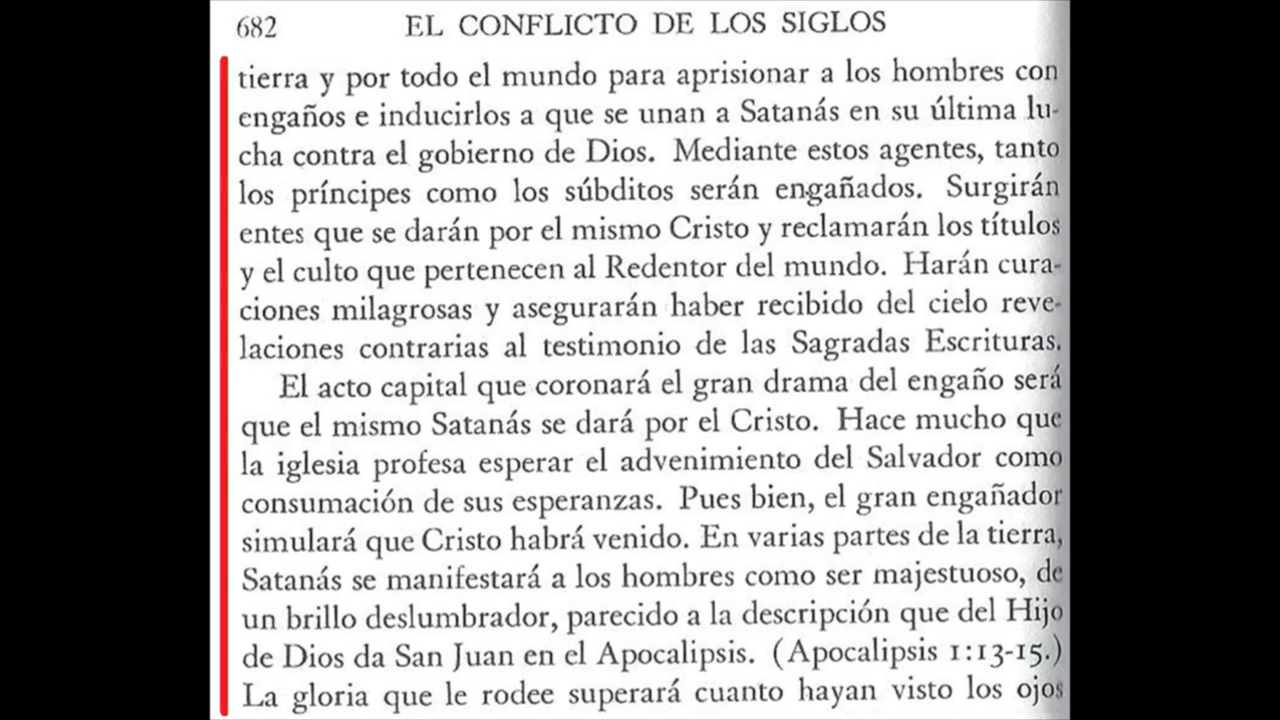 682 EL CONFLICTO DE LOS SIGLOS
tierra y por todo el mundo para aprisionar a los hombres con
engaños e inducirlos a que se unan a Satanás en su última lu-
cha contra el gobierno de Dios. Mediante estos agentes, tanto
los príncipes como los súbditos serán engañados. Surgirán
entes que se darán por el mismo Cristo y reclamarán los títulos
y el culto que pertenecen al Redentor del mundo. Harán cura-
ciones milagrosas y asegurarán haber recibido del cielo reve-
laciones contrarias al testimonio de las Sagradas Escrituras.
El acto capital que coronará el gran drama del engaño será
que el mismo Satanás se dará por el Cristo. Hace mucho que
la iglesia profesa esperar el advenimiento del Salvador como
consumación de sus esperanzas. Pues bien, el gran engañador
simulará que Cristo habrá venido. En varias partes de la tierra,
Satanás se manifestará a los hombres como ser majestuoso, de
un brillo deslumbrador, parecido a la descripción que del Hijo
de Dios da San Juan en el Apocalipsis. (Apocalipsis 1:13-15.)
La gloria que le rodee superará cuanto hayan visto los ojos